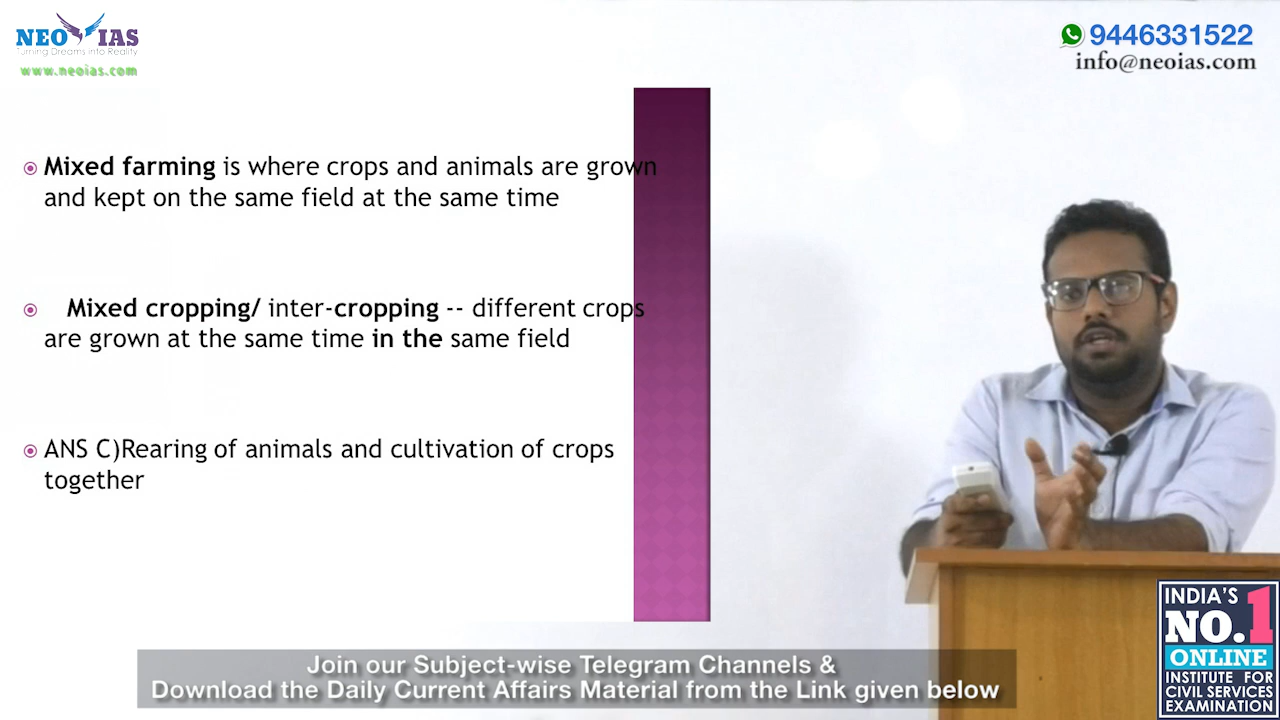 NEO IAS
Turning Dreams into Reality
www.neoias.com
9446331522
info@neoias.com
Mixed farming is where crops and animals are grown
and kept on the same field at the same time
Mixed cropping/ inter-cropping -- different crops
are grown at the same time in the same field
ANS C)Rearing of animals and cultivation of crops
together
Join our Subject-wise Telegram Channels &
Download the Daily Current Affairs Material from the Link given below
INDIA'S
NO.1
ONLINE
INSTITUTE FOR
CIVIL SERVICES
EXAMINATION